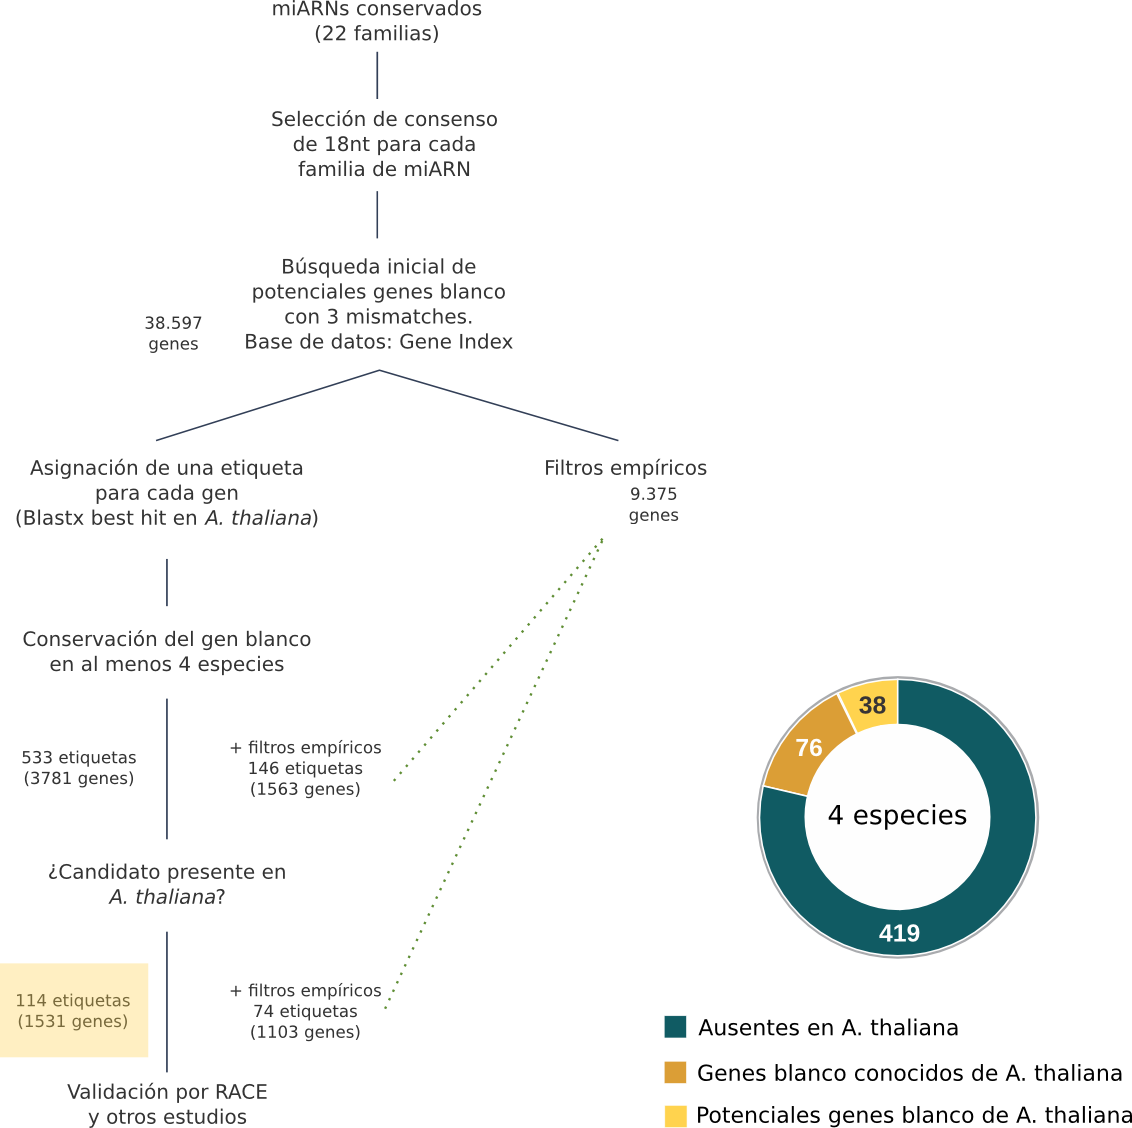 miARNs conservados
(22 familias)
Selección de consenso
de 18nt para cada
familia de miARN
Búsqueda inicial de
potenciales genes blanco
con 3 mismatches.
Base de datos: Gene Index
38.597
genes
Asignación de una etiqueta
para cada gen
(Blastx best hit en A. thaliana)
Filtros empíricos
9.375
genes
Conservación del gen blanco
en al menos 4 especies
533 etiquetas
(3781 genes)
+ filtros empíricos
146 etiquetas
(1563 genes)
¿Candidato presente en
A. thaliana?
114 etiquetas
(1531 genes)
+ filtros empíricos
74 etiquetas
(1103 genes)
Validación por RACE
y otros estudios
38
76
4 especies
419
Ausentes en A. thaliana
Genes blanco conocidos de A. thaliana
Potenciales genes blanco de A. thaliana